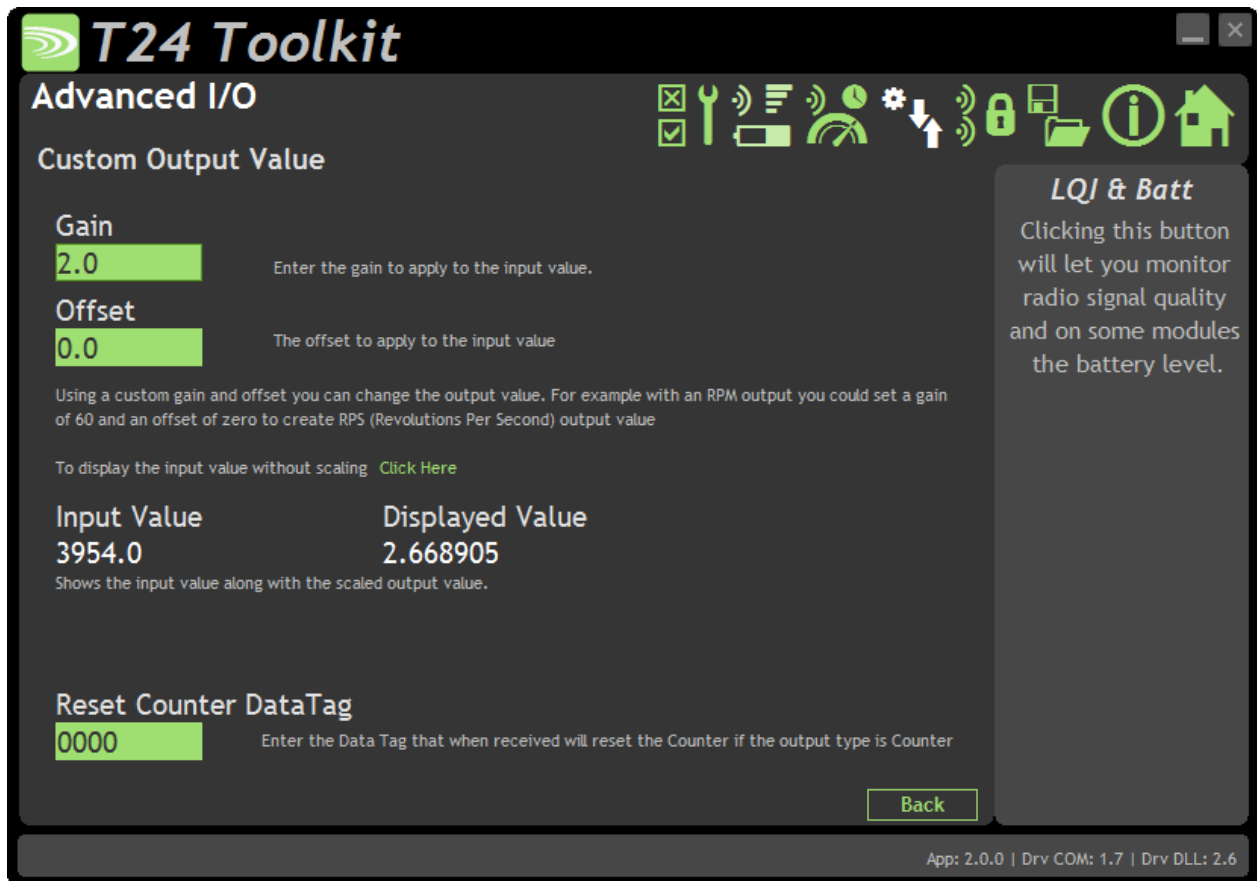 T24 Toolkit
Advanced I/O
Custom Output Value
Gain
2.0
Enter the gain to apply to the input value.
Offset
0.0
The offset to apply to the input value
Using a custom gain and offset you can change the output value. For example with an RPM output you could set a gain
of 60 and an offset of zero to create RPS (Revolutions Per Second) output value
To display the input value without scaling Click Here
Input Value
Displayed Value
3954.0
2.668905
Shows the input value along with the scaled output value.
Reset Counter DataTag
0000
Enter the Data Tag that when received will reset the Counter if the output type is Counter
Back
LQI & Batt
Clicking this button
will let you monitor
radio signal quality
and on some modules
the battery level.
App: 2.0.0 | Drv COM: 1.7 | Drv DLL: 2.6